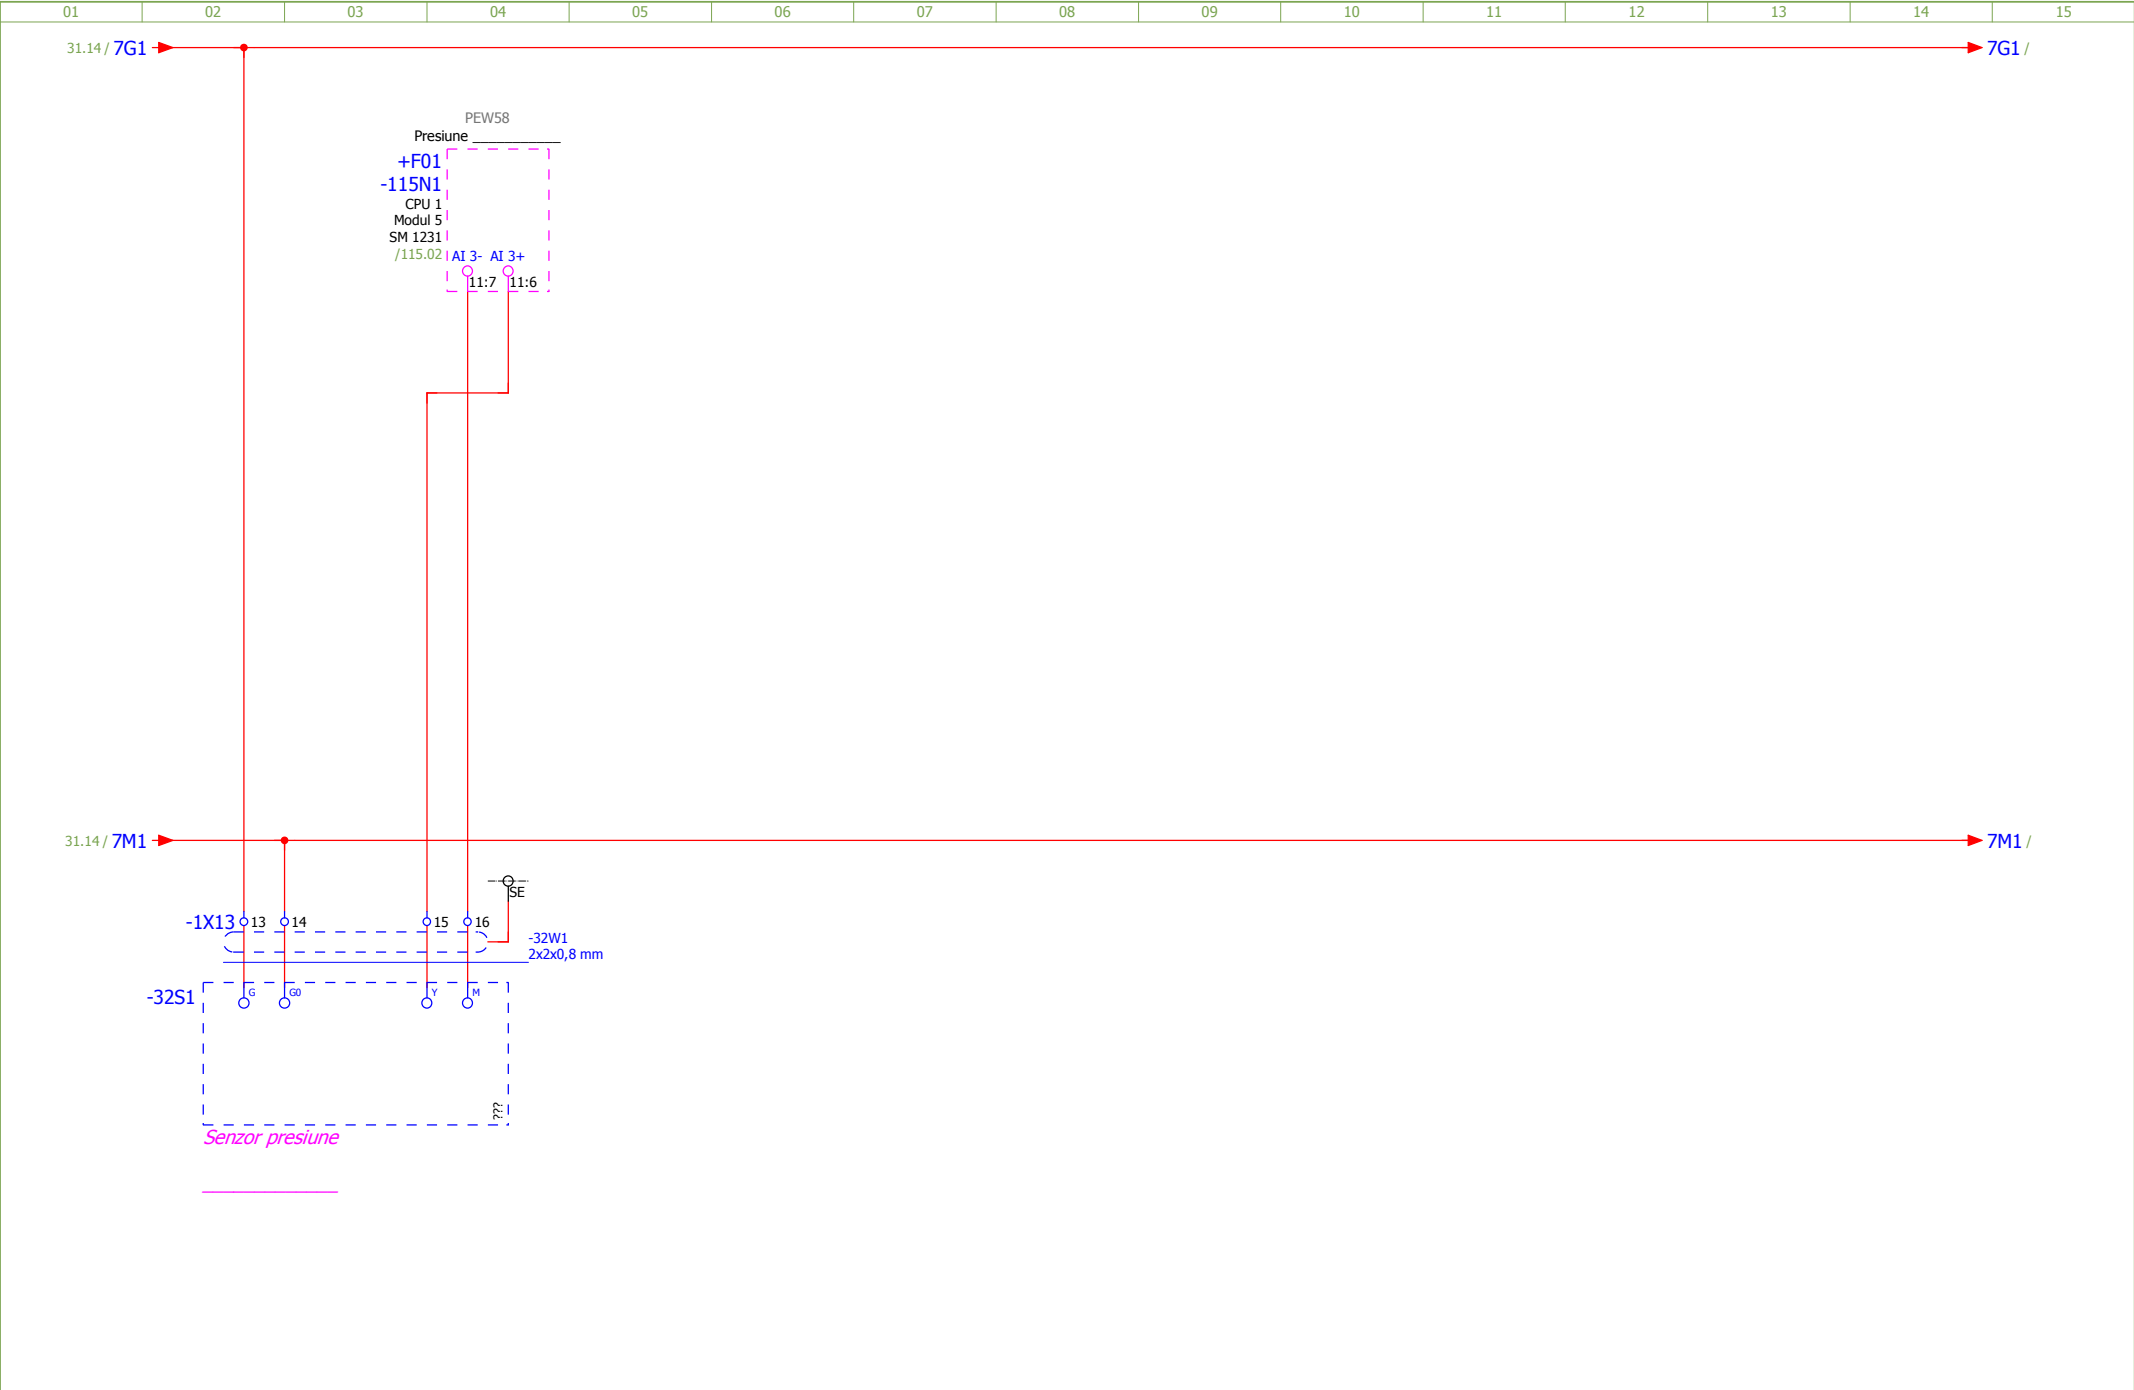 01 02 03 04 05 06 07 08 09 10 11 12 13 14 15
31.14 / 7G1
7G1 /
PEW58
Presiune ___________
+F01
-115N1
CPU 1
Modul 5
SM 1231
/115.02
AI 3- AI 3+
11:7 11:6
31.14 / 7M1
7M1 /
SE
-1X13 13 14 15 16
-32W1
2x2x0,8 mm
-32S1
G G0 Y M
???
Senzor presiune